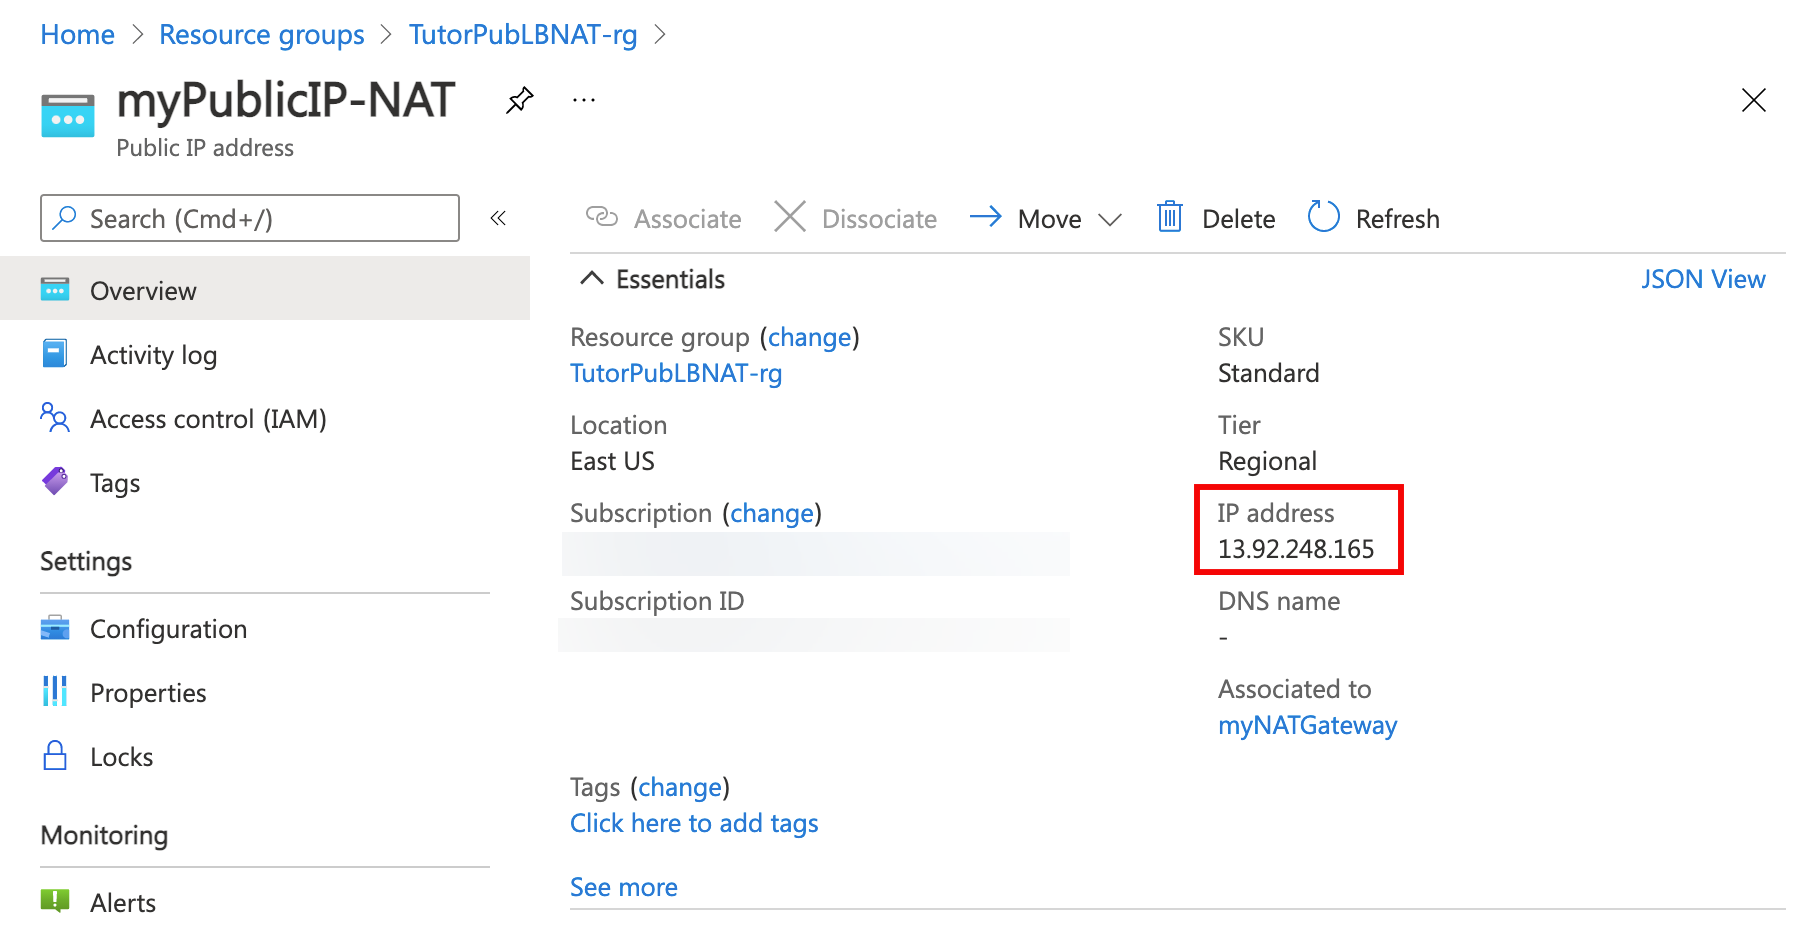 Home > Resource groups > TutorPubLBNAT-rg >
myPublicIP-NAT
...
Public IP address
Search (Cmd+/)
«
Overview
Activity log
Access control (IAM)
Tags
Settings
Configuration
Properties
Locks
Monitoring
Alerts
Associate
Dissociate
Move
Delete
Refresh
Essentials
JSON View
Resource group (change)
TutorPubLBNAT-rg
Location
East US
Subscription (change)
Subscription ID
SKU
Standard
Tier
Regional
IP address
13.92.248.165
DNS name
-
Associated to
myNATGateway
Tags (change)
Click here to add tags
See more